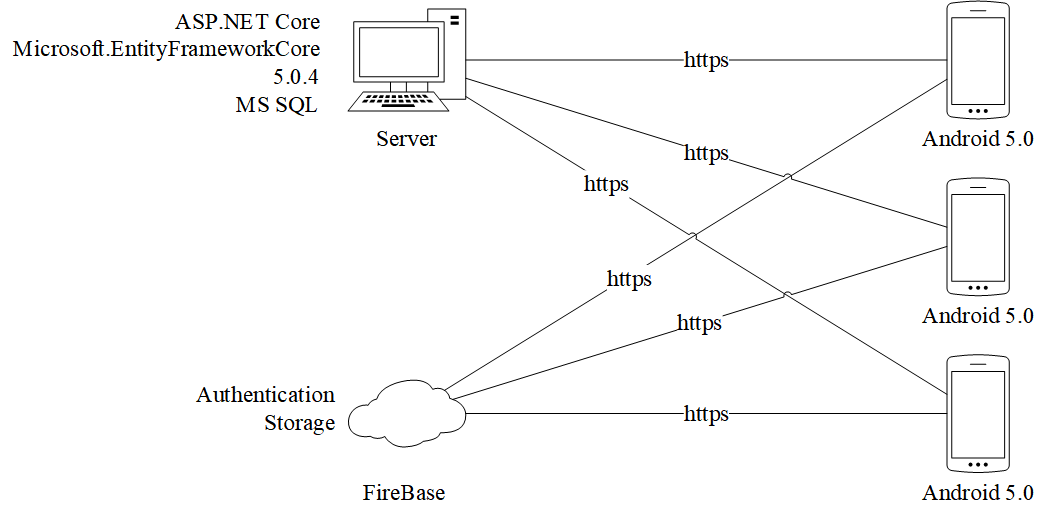 ASP.NET Core
Microsoft.EntityFrameworkCore
5.0.4
MS SQL
Server
https
https
https
https
https
https
Android 5.0
Android 5.0
Android 5.0
Authentication
Storage
FireBase